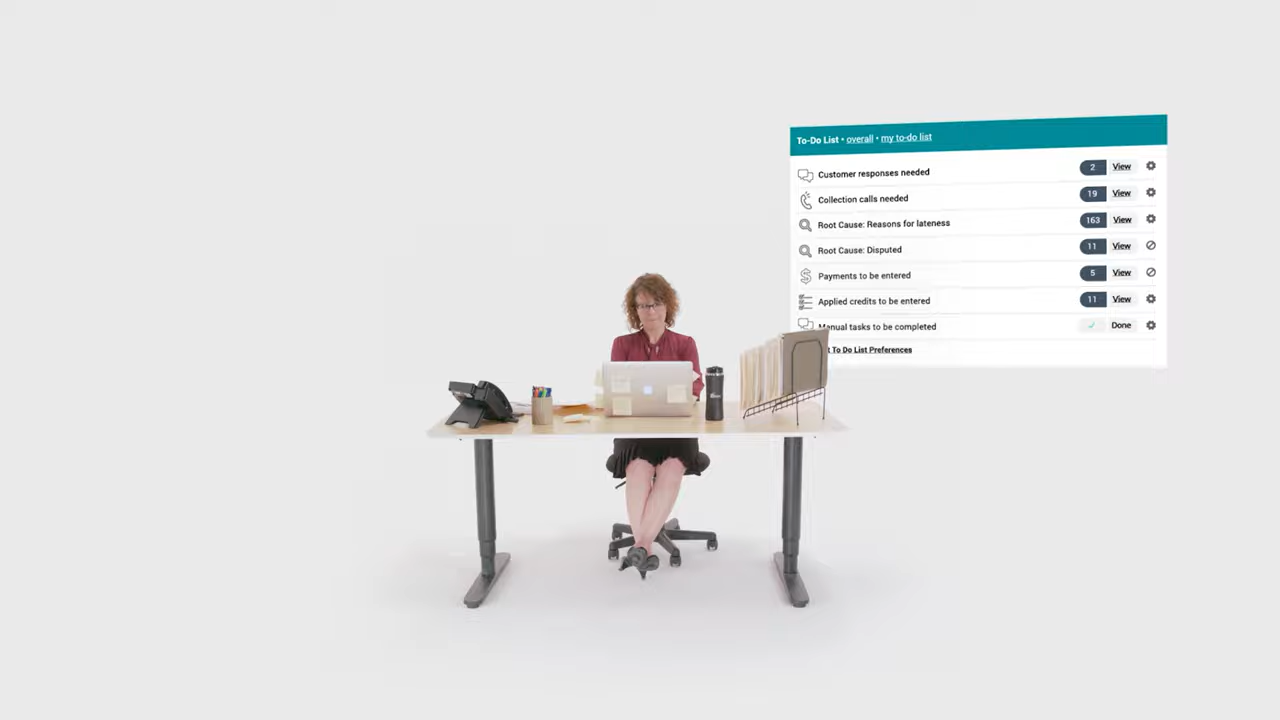 To-Do List • overall • my to-do list
Customer responses needed 2 View
Collection calls needed 19 View
Root Cause: Reasons for lateness 163 View
Root Cause: Disputed 11 View
Payments to be entered 5 View
Applied credits to be entered 11 View
Manual tasks to be completed Done
To Do List Preferences